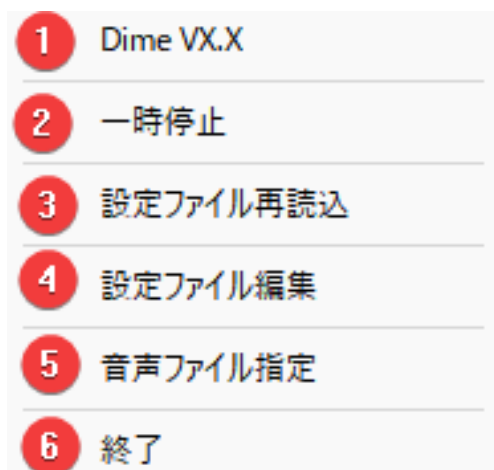 1 Dime VX.X
2 一時停止
3 設定ファイル再読込
4 設定ファイル編集
5 音声ファイル指定
6 終了